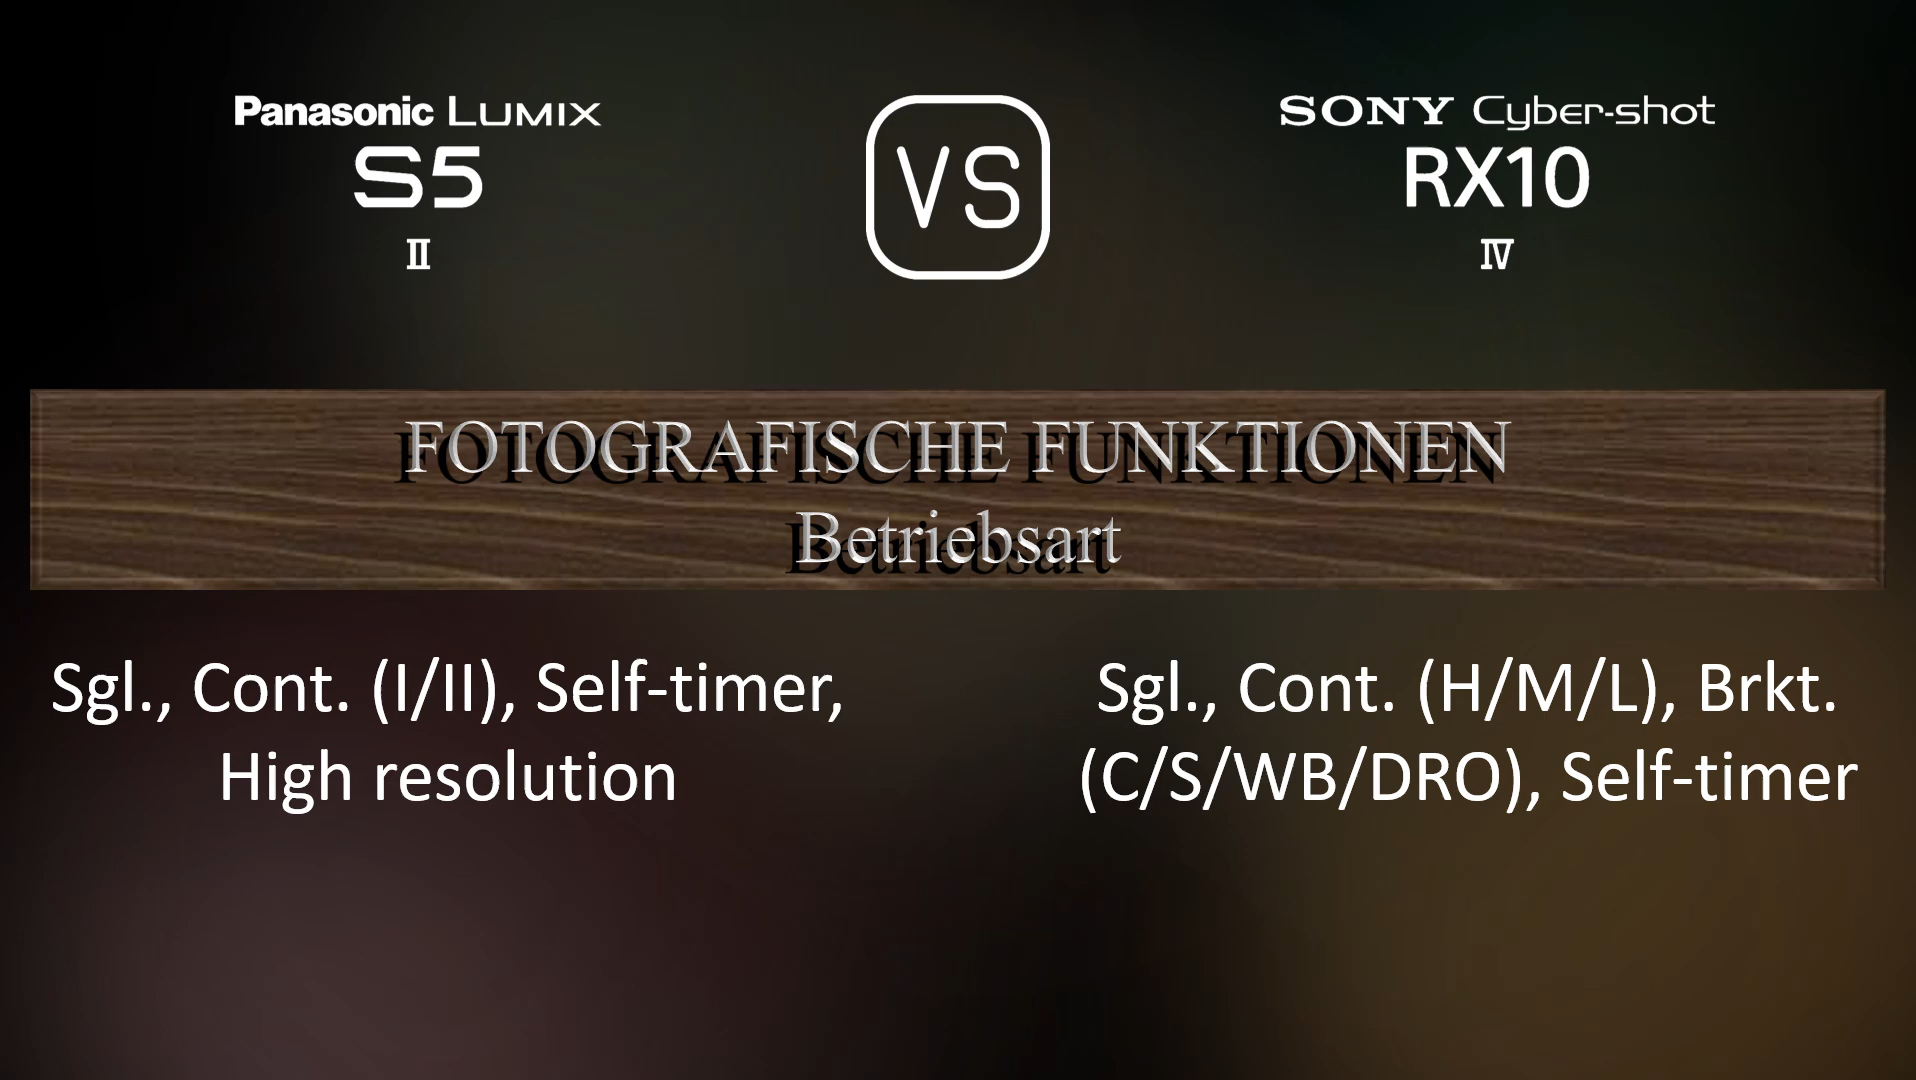 Panasonic LUMIX
S5
II
VS
SONY Cyber-shot
RX10
IV
FOTOGRAFISCHE FUNKTIONEN
Betriebsart
Sgl., Cont. (I/II), Self-timer,
High resolution
Sgl., Cont. (H/M/L), Brkt.
(C/S/WB/DRO), Self-timer